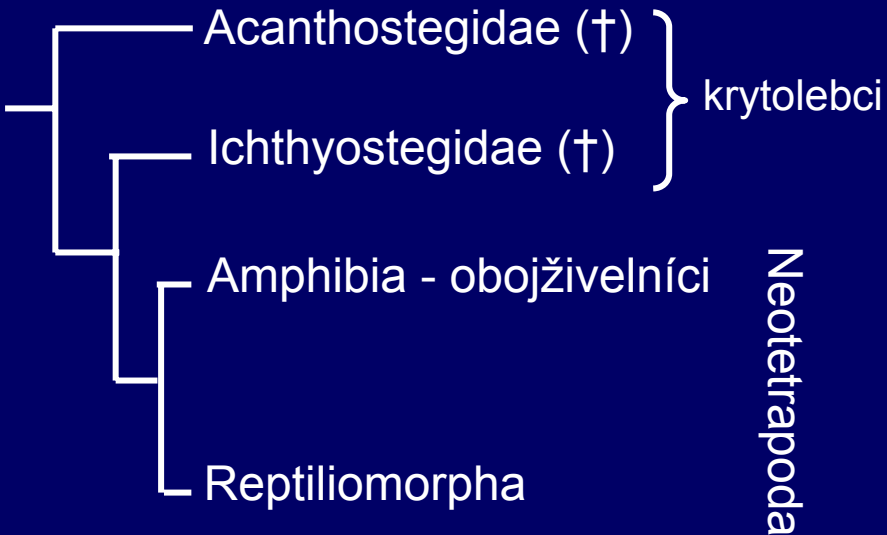 Acanthostegidae (†)
krytolebci
Ichthyostegidae (†)
Amphibia - obojživelníci
Neotetrapoda
Reptiliomorpha